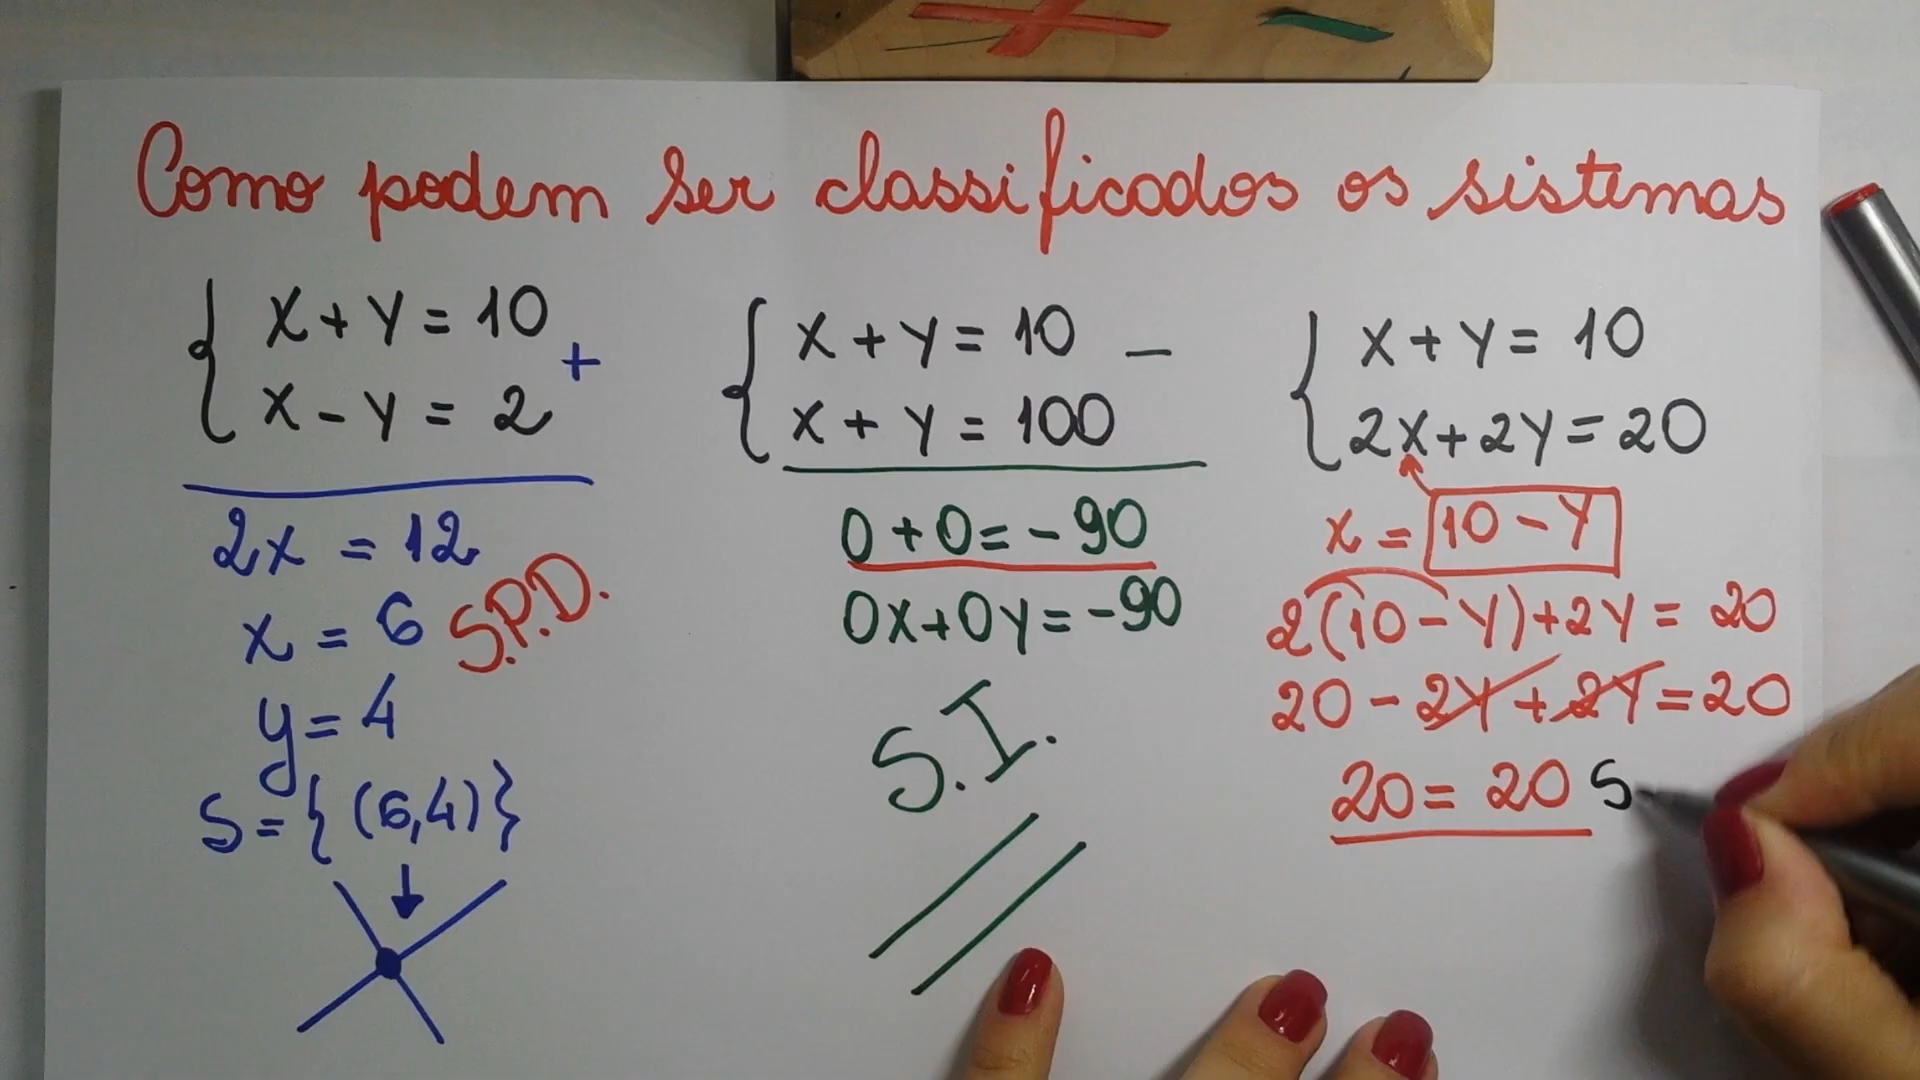 Como podem ser classificados os sistemas
x + y = 10
x - y = 2
+
2x = 12
x = 6
S.P.D.
y = 4
S = { (6,4) }
x + y = 10 -
x + y = 100
0 + 0 = - 90
0x + 0y = - 90
S.I.
x + y = 10
2x + 2y = 20
x = 10 - y
2(10 - y) + 2y = 20
20 - 2y + 2y = 20
20 = 20 S